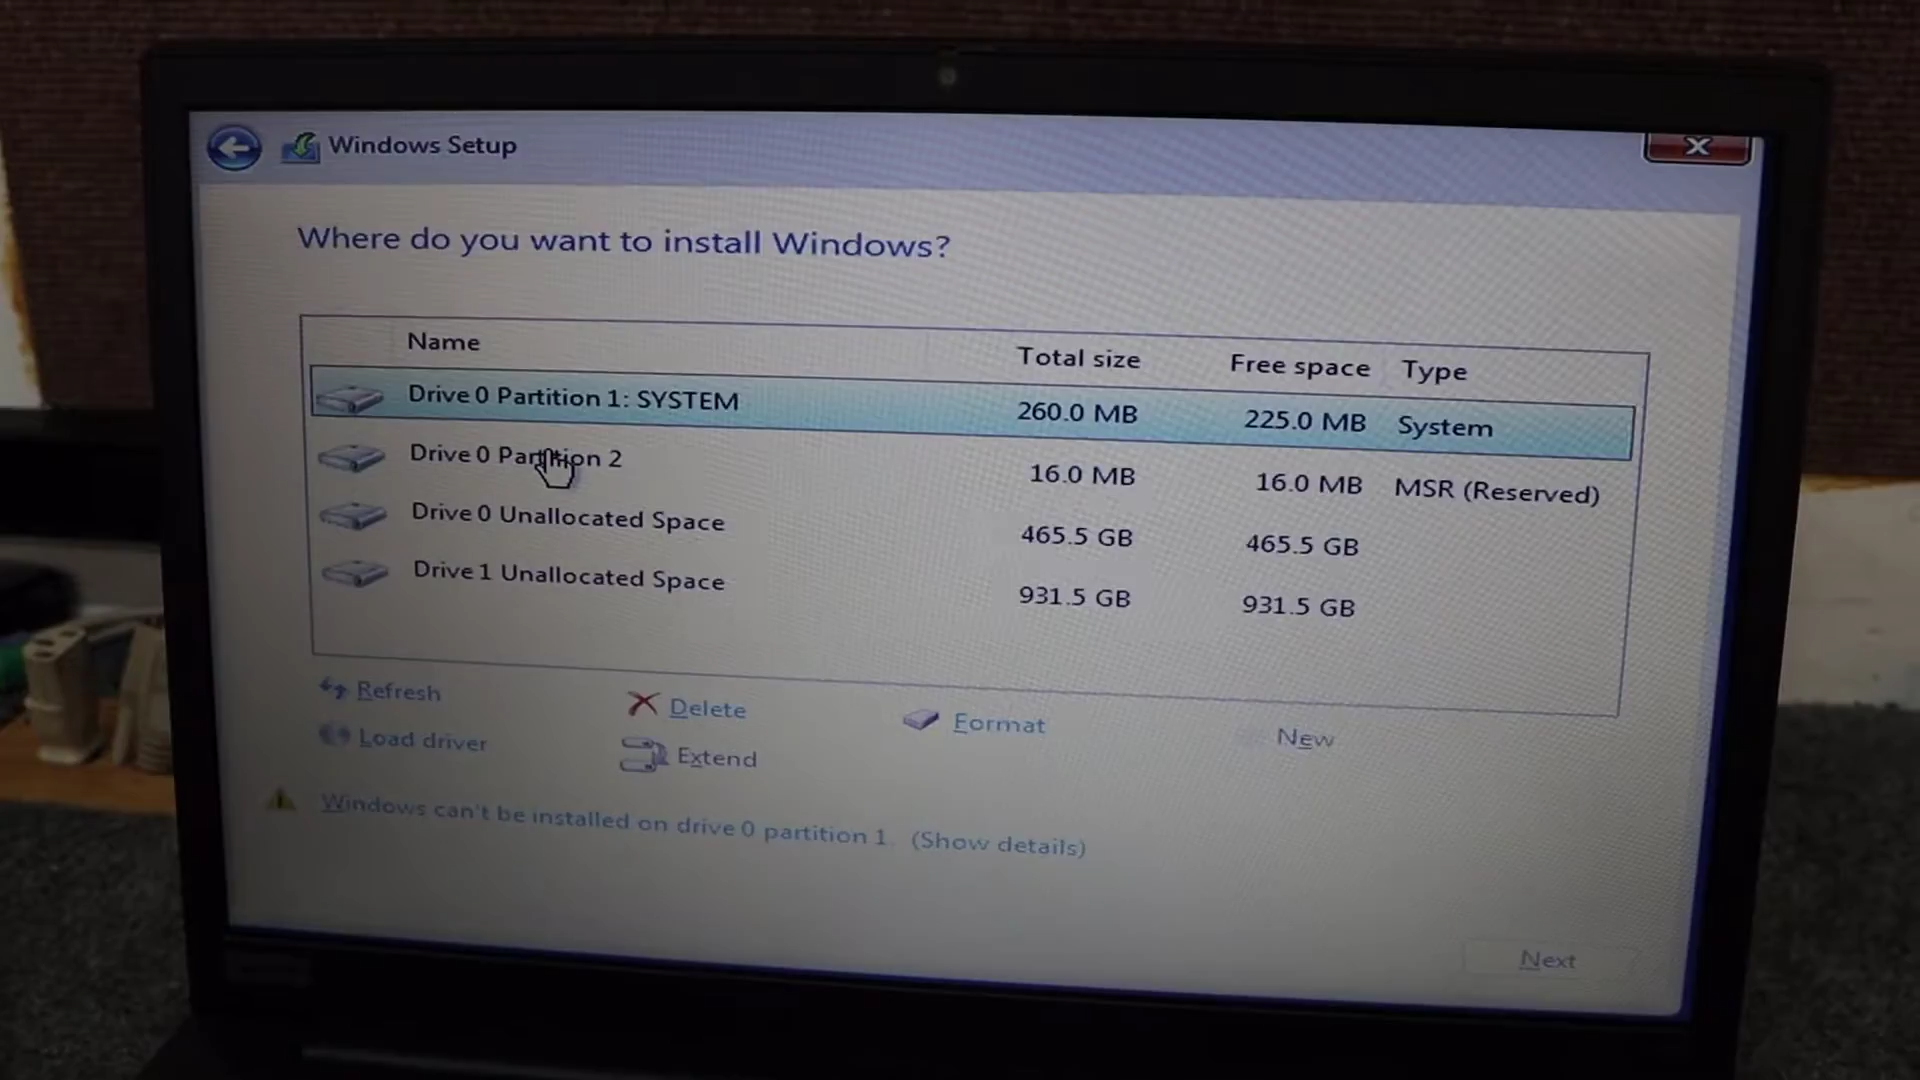 Windows Setup
X
Where do you want to install Windows?
Name Total size Free space Type
Drive 0 Partition 1: SYSTEM 260.0 MB 225.0 MB System
Drive 0 Partition 2 16.0 MB 16.0 MB MSR (Reserved)
Drive 0 Unallocated Space 465.5 GB 465.5 GB
Drive 1 Unallocated Space 931.5 GB 931.5 GB
Refresh Delete Format New
Load driver Extend
Windows can't be installed on drive 0 partition 1. (Show details)
Next